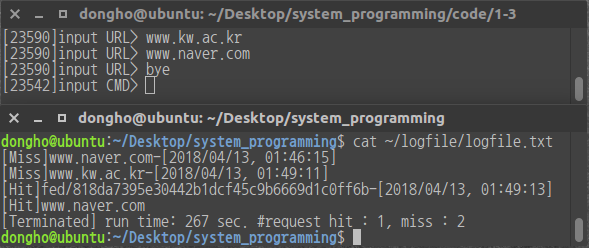 dongho@ubuntu: ~/Desktop/system_programming/code/1-3
[23590]input URL> www.kw.ac.kr
[23590]input URL> www.naver.com
[23590]input URL> bye
[23542]input CMD>
dongho@ubuntu: ~/Desktop/system_programming
dongho@ubuntu:~/Desktop/system_programming$ cat ~/logfile/logfile.txt
[Miss]www.naver.com-[2018/04/13, 01:46:15]
[Miss]www.kw.ac.kr-[2018/04/13, 01:49:11]
[Hit]fed/818da7395e30442b1dcf45c9b6669d1c0ff6b-[2018/04/13, 01:49:13]
[Hit]www.naver.com
[Terminated] run time: 267 sec. #request hit : 1, miss : 2
dongho@ubuntu:~/Desktop/system_programming$